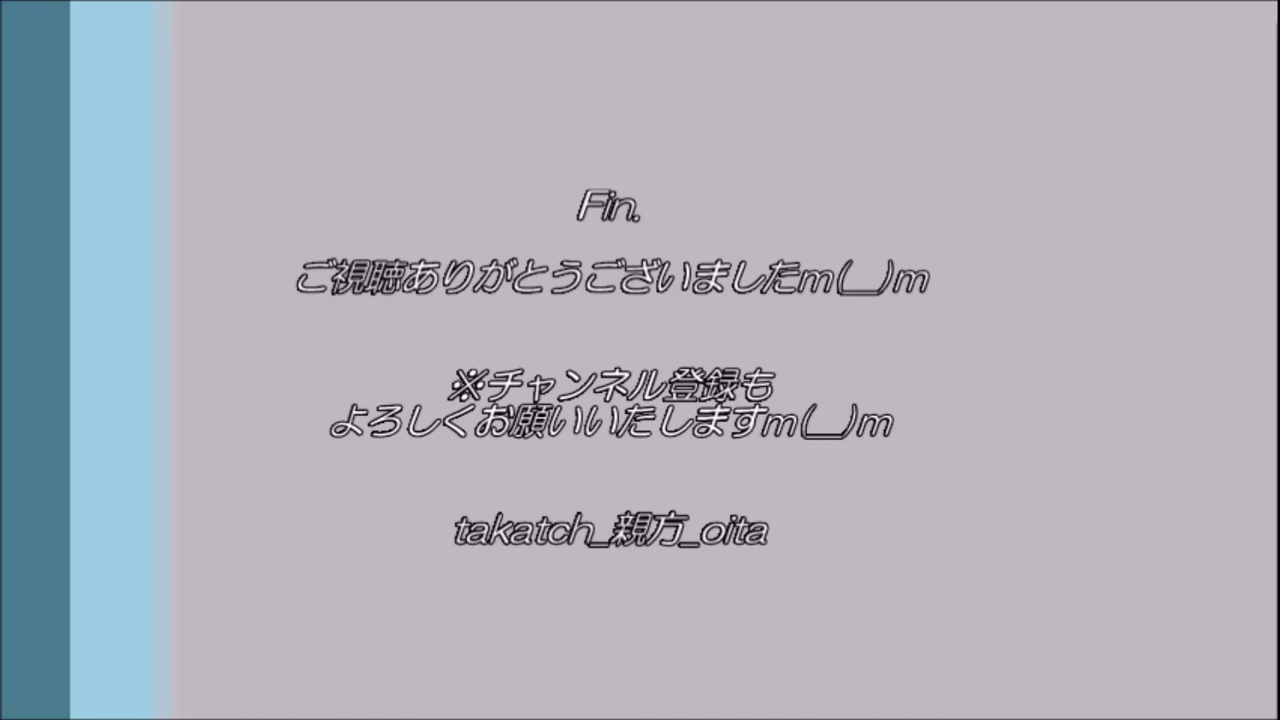 Fin.
ご視聴ありがとうございましたm(__)m
※チャンネル登録も
よろしくお願いいたしますm(__)m
takatch_親方_oita